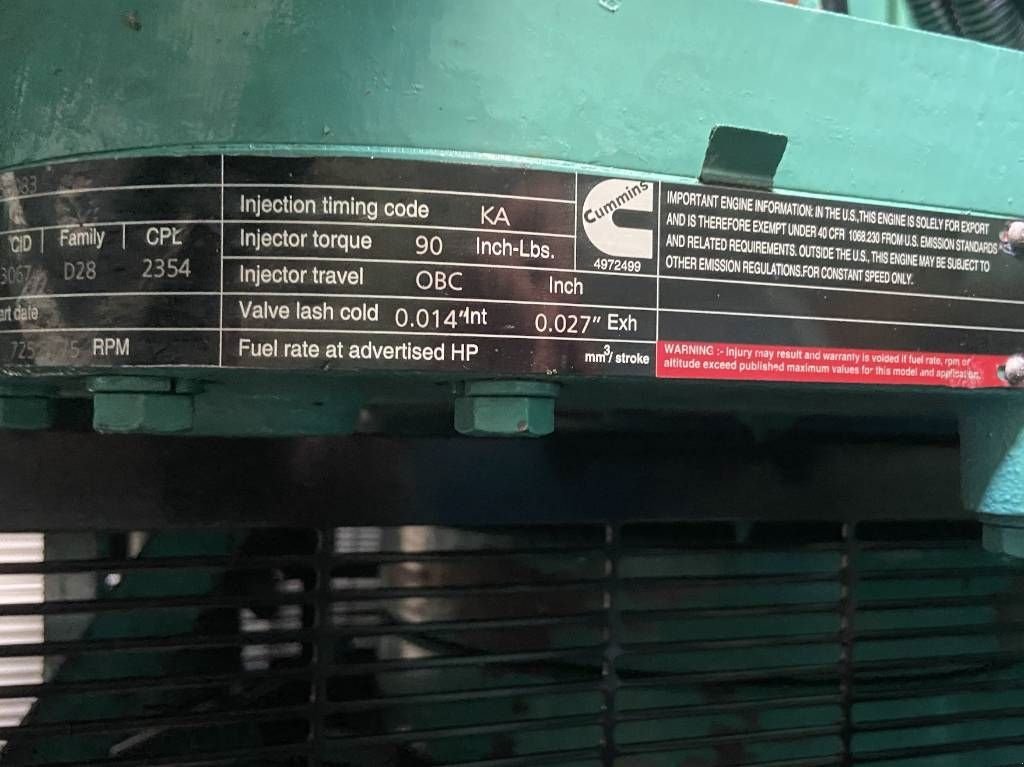 83
CID | Family | CPL
3067 D28 2354
art date
725 75 RPM
Injection timing code KA
Injector torque 90 Inch-Lbs.
Injector travel OBC Inch
Valve lash cold 0.014" Int 0.027" Exh
Fuel rate at advertised HP mm³/ stroke
Cummins
4972499
IMPORTANT ENGINE INFORMATION: IN THE U.S.,THIS ENGINE IS SOLELY FOR EXPORT
AND IS THEREFORE EXEMPT UNDER 40 CFR 1068.230 FROM U.S. EMISSION STANDARDS
AND RELATED REQUIREMENTS. OUTSIDE THE U.S., THIS ENGINE MAY BE SUBJECT TO
OTHER EMISSION REGULATIONS.FOR CONSTANT SPEED ONLY.
WARNING :- Injury may result and warranty is voided if fuel rate, rpm or
altitude exceed published maximum values for this model and application.